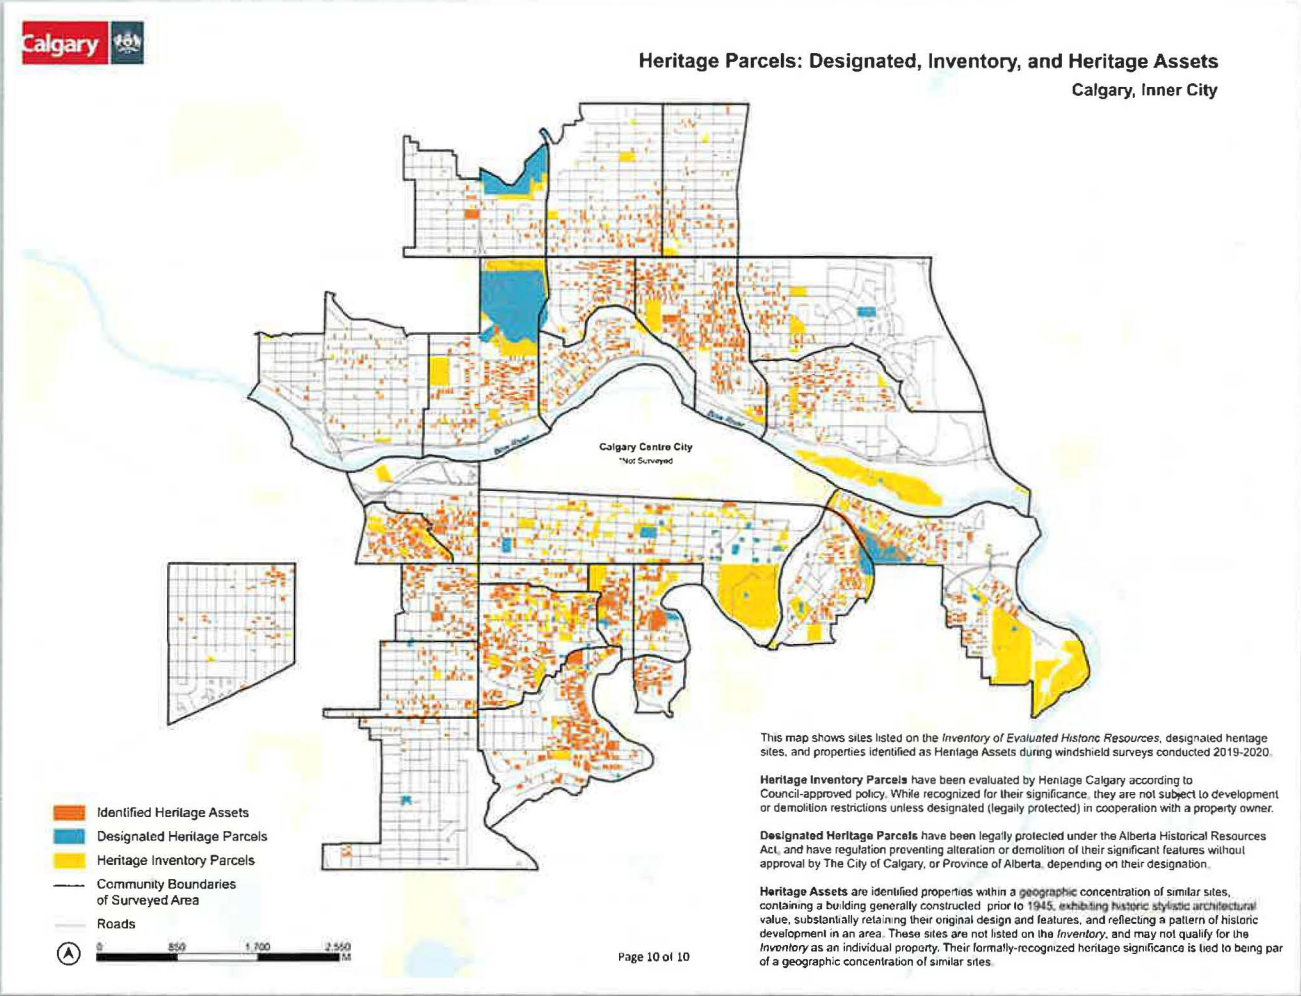 Calgary
Heritage Parcels: Designated, Inventory, and Heritage Assets
Calgary, Inner City
Bow River
Bow River
Calgary Centre City
*Not Surveyed
This map shows sites listed on the Inventory of Evaluated Historic Resources, designated heritage
sites, and properties identified as Heritage Assets during windshield surveys conducted 2019-2020.
Heritage Inventory Parcels have been evaluated by Heritage Calgary according to
Council-approved policy. While recognized for their significance, they are not subject to development
or demolition restrictions unless designated (legally protected) in cooperation with a property owner.
Designated Heritage Parcels have been legally protected under the Alberta Historical Resources
Act, and have regulation preventing alteration or demolition of their significant features without
approval by The City of Calgary, or Province of Alberta, depending on their designation.
Heritage Assets are identified properties within a geographic concentration of similar sites,
containing a building generally constructed prior to 1945, exhibiting historic stylistic architectural
value, substantially retaining their original design and features, and reflecting a pattern of historic
development in an area. These sites are not listed on the Inventory, and may not qualify for the
Inventory as an individual property. Their formally-recognized heritage significance is tied to being par
of a geographic concentration of similar sites.
Identified Heritage Assets
Designated Heritage Parcels
Heritage Inventory Parcels
Community Boundaries
of Surveyed Area
Roads
0 850 1,700 2,550
M
Page 10 of 10